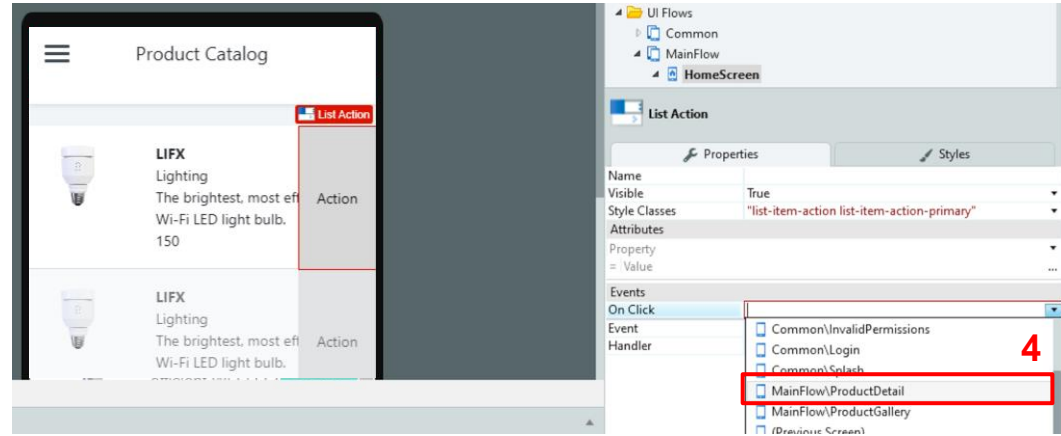 Product Catalog
List Action
LIFX
Lighting
The brightest, most eff
Wi-Fi LED light bulb.
150
Action
LIFX
Lighting
The brightest, most eff
Wi-Fi LED light bulb.
Action
UI Flows
Common
MainFlow
HomeScreen
List Action
Properties
Styles
Name
Visible True
Style Classes "list-item-action list-item-action-primary"
Attributes
Property
= Value ...
Events
On Click
Event
Handler
Common\InvalidPermissions
Common\Login
Common\Splash
MainFlow\ProductDetail
MainFlow\ProductGallery
(Previous Screen)
4